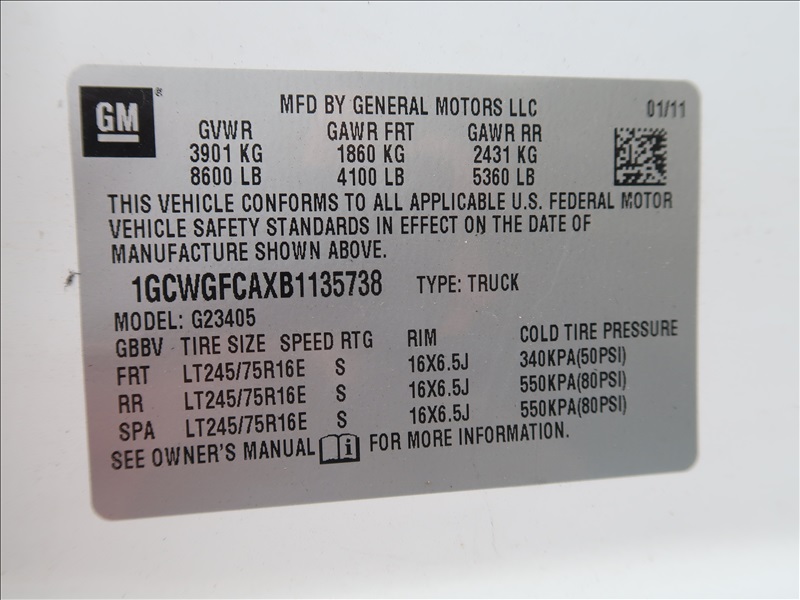 GM ®
MFD BY GENERAL MOTORS LLC 01/11
GVWR GAWR FRT GAWR RR
3901 KG 1860 KG 2431 KG
8600 LB 4100 LB 5360 LB
THIS VEHICLE CONFORMS TO ALL APPLICABLE U.S. FEDERAL MOTOR
VEHICLE SAFETY STANDARDS IN EFFECT ON THE DATE OF
MANUFACTURE SHOWN ABOVE.
1GCWGFCAXB1135738 TYPE: TRUCK
MODEL: G23405
GBBV TIRE SIZE SPEED RTG RIM COLD TIRE PRESSURE
FRT LT245/75R16E S 16X6.5J 340KPA(50PSI)
RR LT245/75R16E S 16X6.5J 550KPA(80PSI)
SPA LT245/75R16E S 16X6.5J 550KPA(80PSI)
SEE OWNER'S MANUAL i FOR MORE INFORMATION.